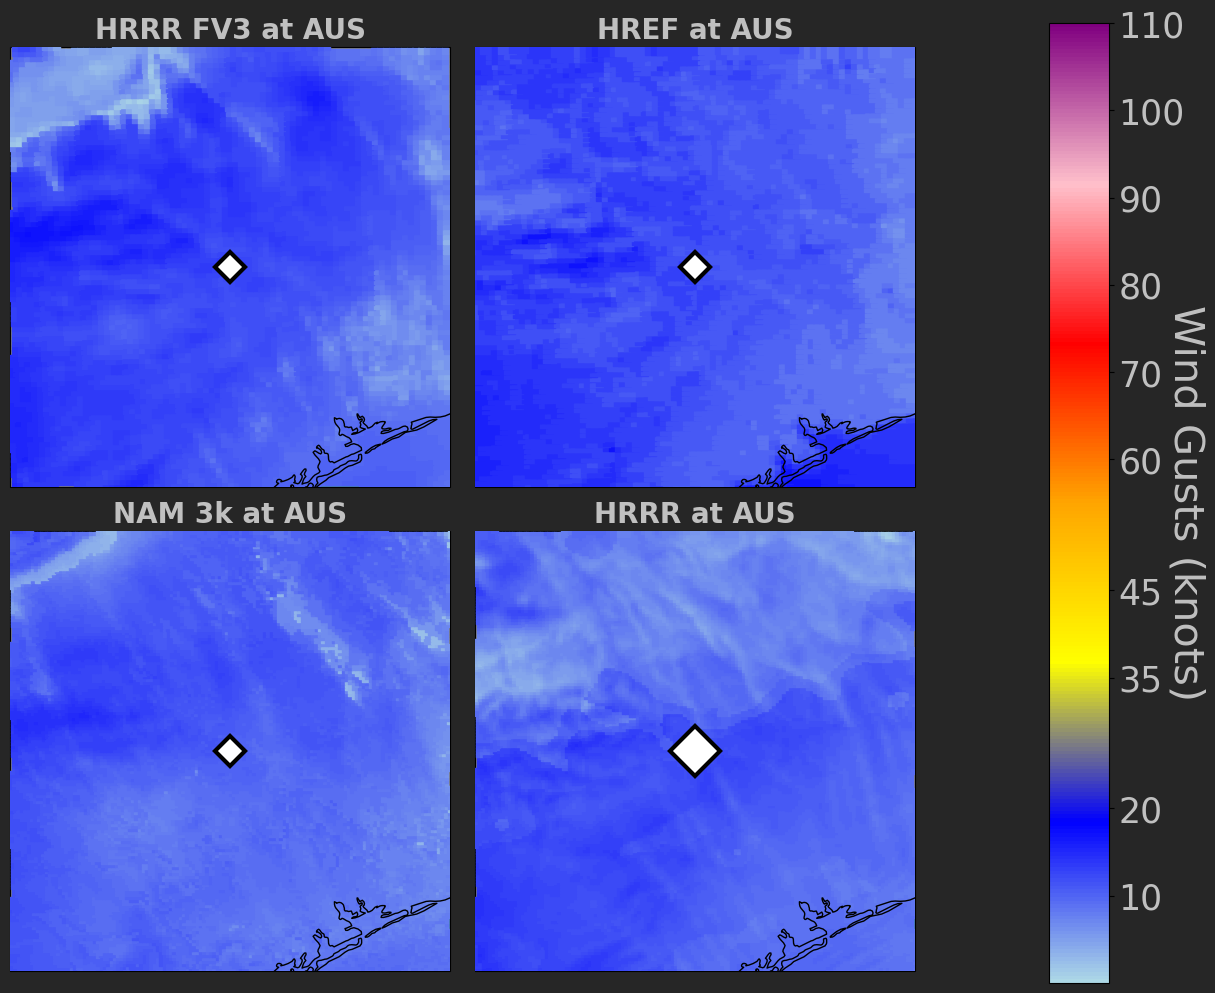 HRRR FV3 at AUS
HREF at AUS
NAM 3k at AUS
HRRR at AUS
110
100
90
80
70
60
45
35
20
10
Wind Gusts (knots)